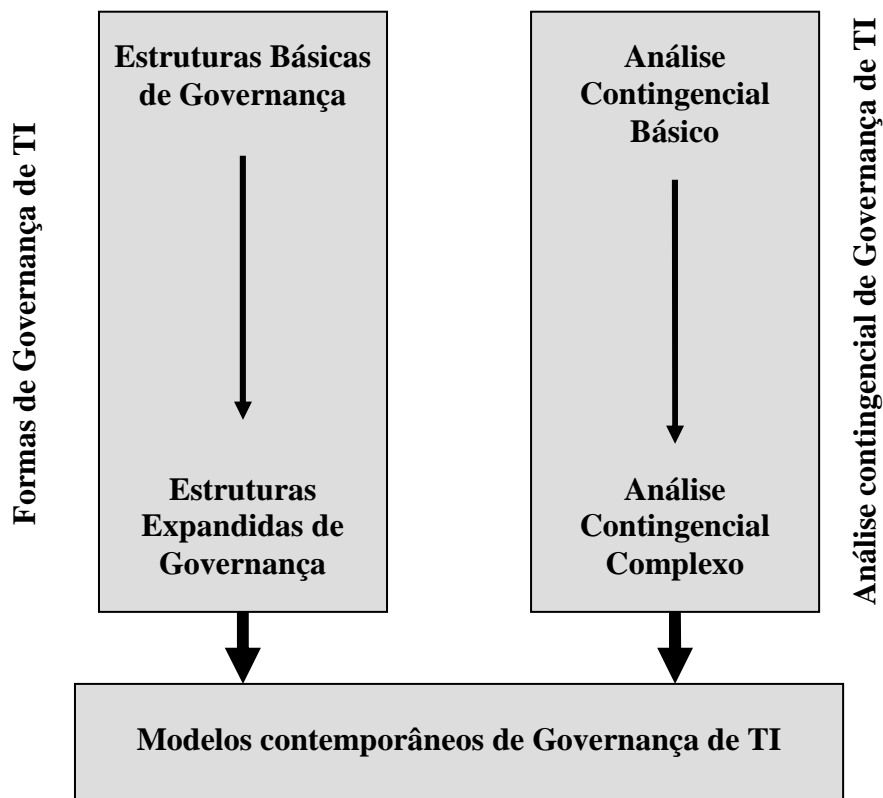 Formas de Governança de TI
Estruturas Básicas
de Governança
Estruturas
Expandidas de
Governança
Análise
Contingencial
Básico
Análise
Contingencial
Complexo
Análise contingencial de Governança de TI
Modelos contemporâneos de Governança de TI